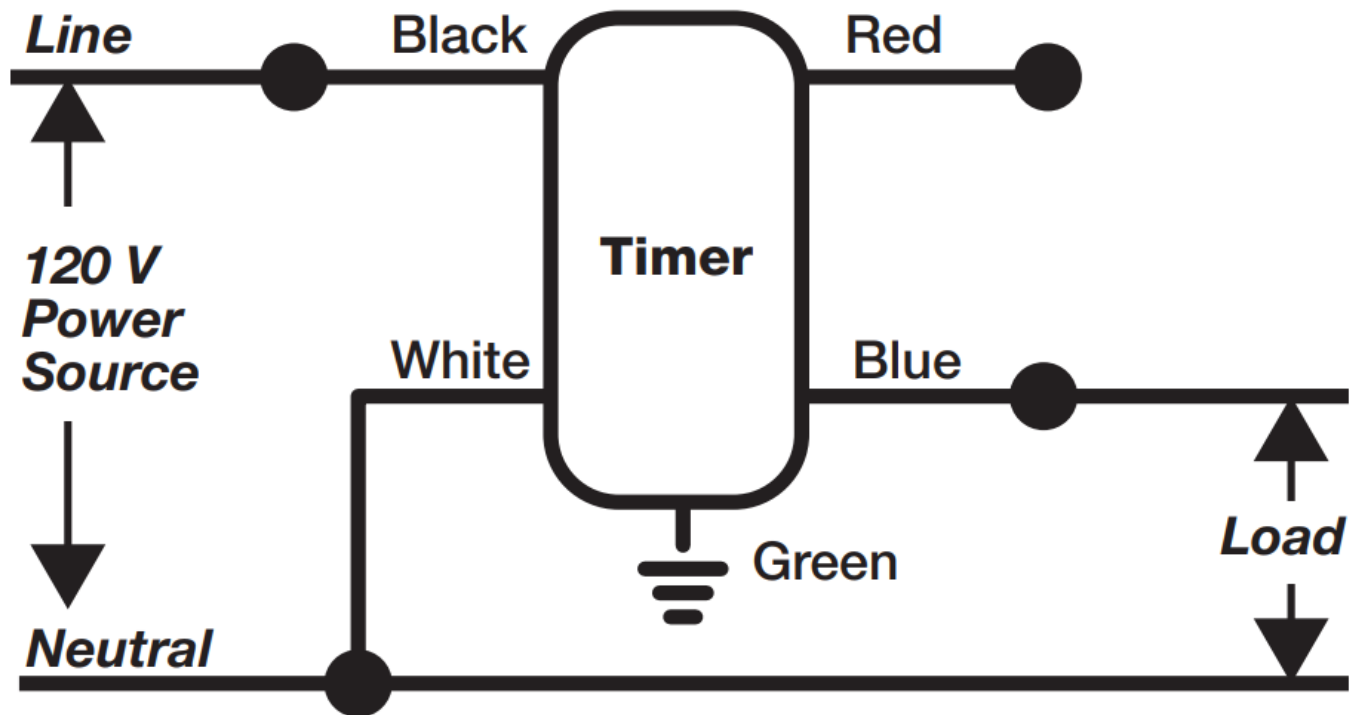 Line
Black
Red
120 V
Power
Source
Timer
White
Blue
Green
Load
Neutral